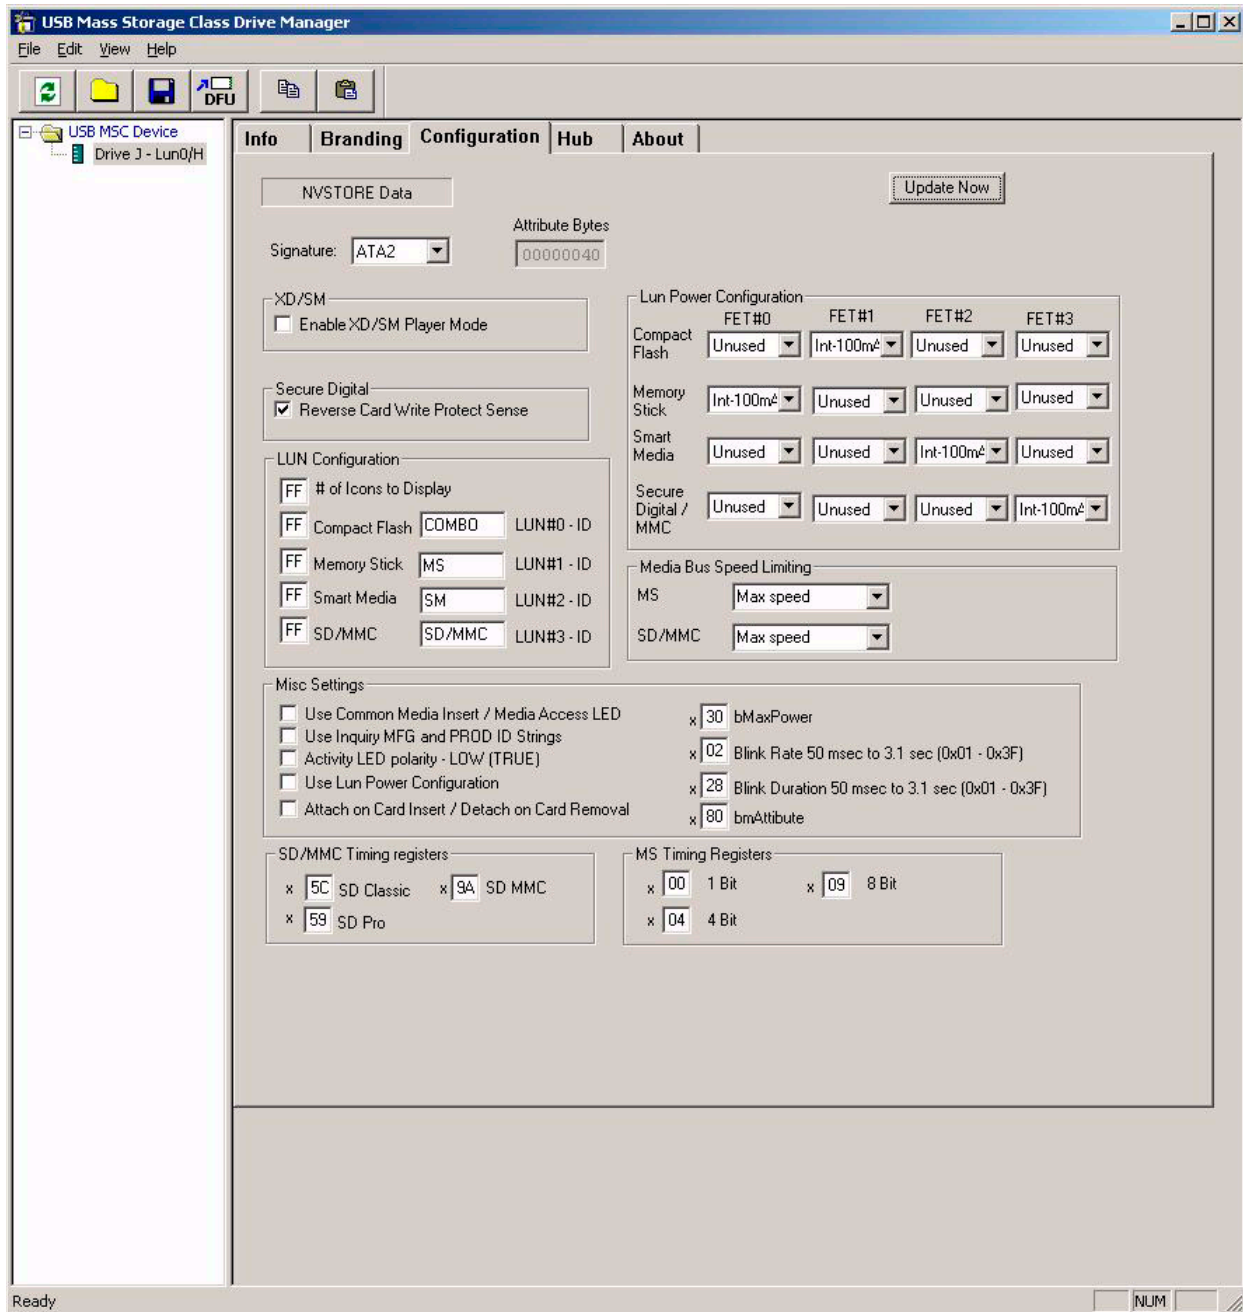 USB Mass Storage Class Drive Manager
File Edit View Help
DFU
USB MSC Device
Drive J - Lun0/H
Info Branding Configuration Hub About
NVSTORE Data
Update Now
Attribute Bytes
Signature: ATA2 00000040
XD/SM
Enable XD/SM Player Mode
Secure Digital
Reverse Card Write Protect Sense
LUN Configuration
FF # of Icons to Display
FF Compact Flash COMBO LUN#0 - ID
FF Memory Stick MS LUN#1 - ID
FF Smart Media SM LUN#2 - ID
FF SD/MMC SD/MMC LUN#3 - ID
Lun Power Configuration
FET#0 FET#1 FET#2 FET#3
Compact
Flash
Unused Int-100mA Unused Unused
Memory
Stick
Int-100mA Unused Unused Unused
Smart
Media
Unused Unused Int-100mA Unused
Secure
Digital /
MMC
Unused Unused Unused Int-100mA
Media Bus Speed Limiting
MS Max speed
SD/MMC Max speed
Misc Settings
Use Common Media Insert / Media Access LED
Use Inquiry MFG and PROD ID Strings
Activity LED polarity - LOW (TRUE)
Use Lun Power Configuration
Attach on Card Insert / Detach on Card Removal
x 30 bMaxPower
x 02 Blink Rate 50 msec to 3.1 sec (0x01 - 0x3F)
x 28 Blink Duration 50 msec to 3.1 sec (0x01 - 0x3F)
x 80 bmAttibute
SD/MMC Timing registers
x 5C SD Classic x 9A SD MMC
x 59 SD Pro
MS Timing Registers
x 00 1 Bit x 09 8 Bit
x 04 4 Bit
Ready
NUM